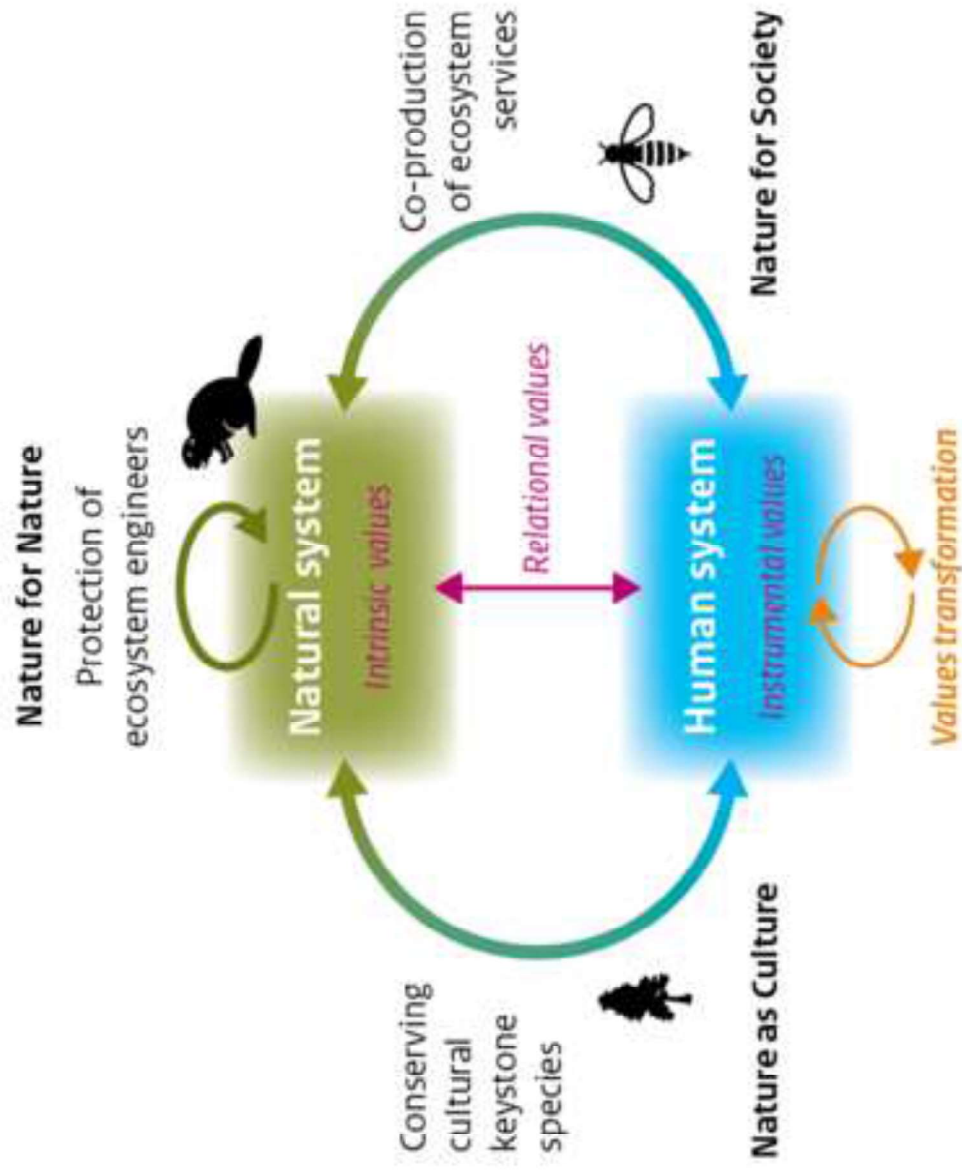 Nature for Nature
Protection of
ecosystem engineers
Natural system
Intrinsic values
Conserving
cultural
keystone
species
Relational values
Co-production
of ecosystem
services
Human system
Instrumental values
Nature as Culture
Nature for Society
Values transformation